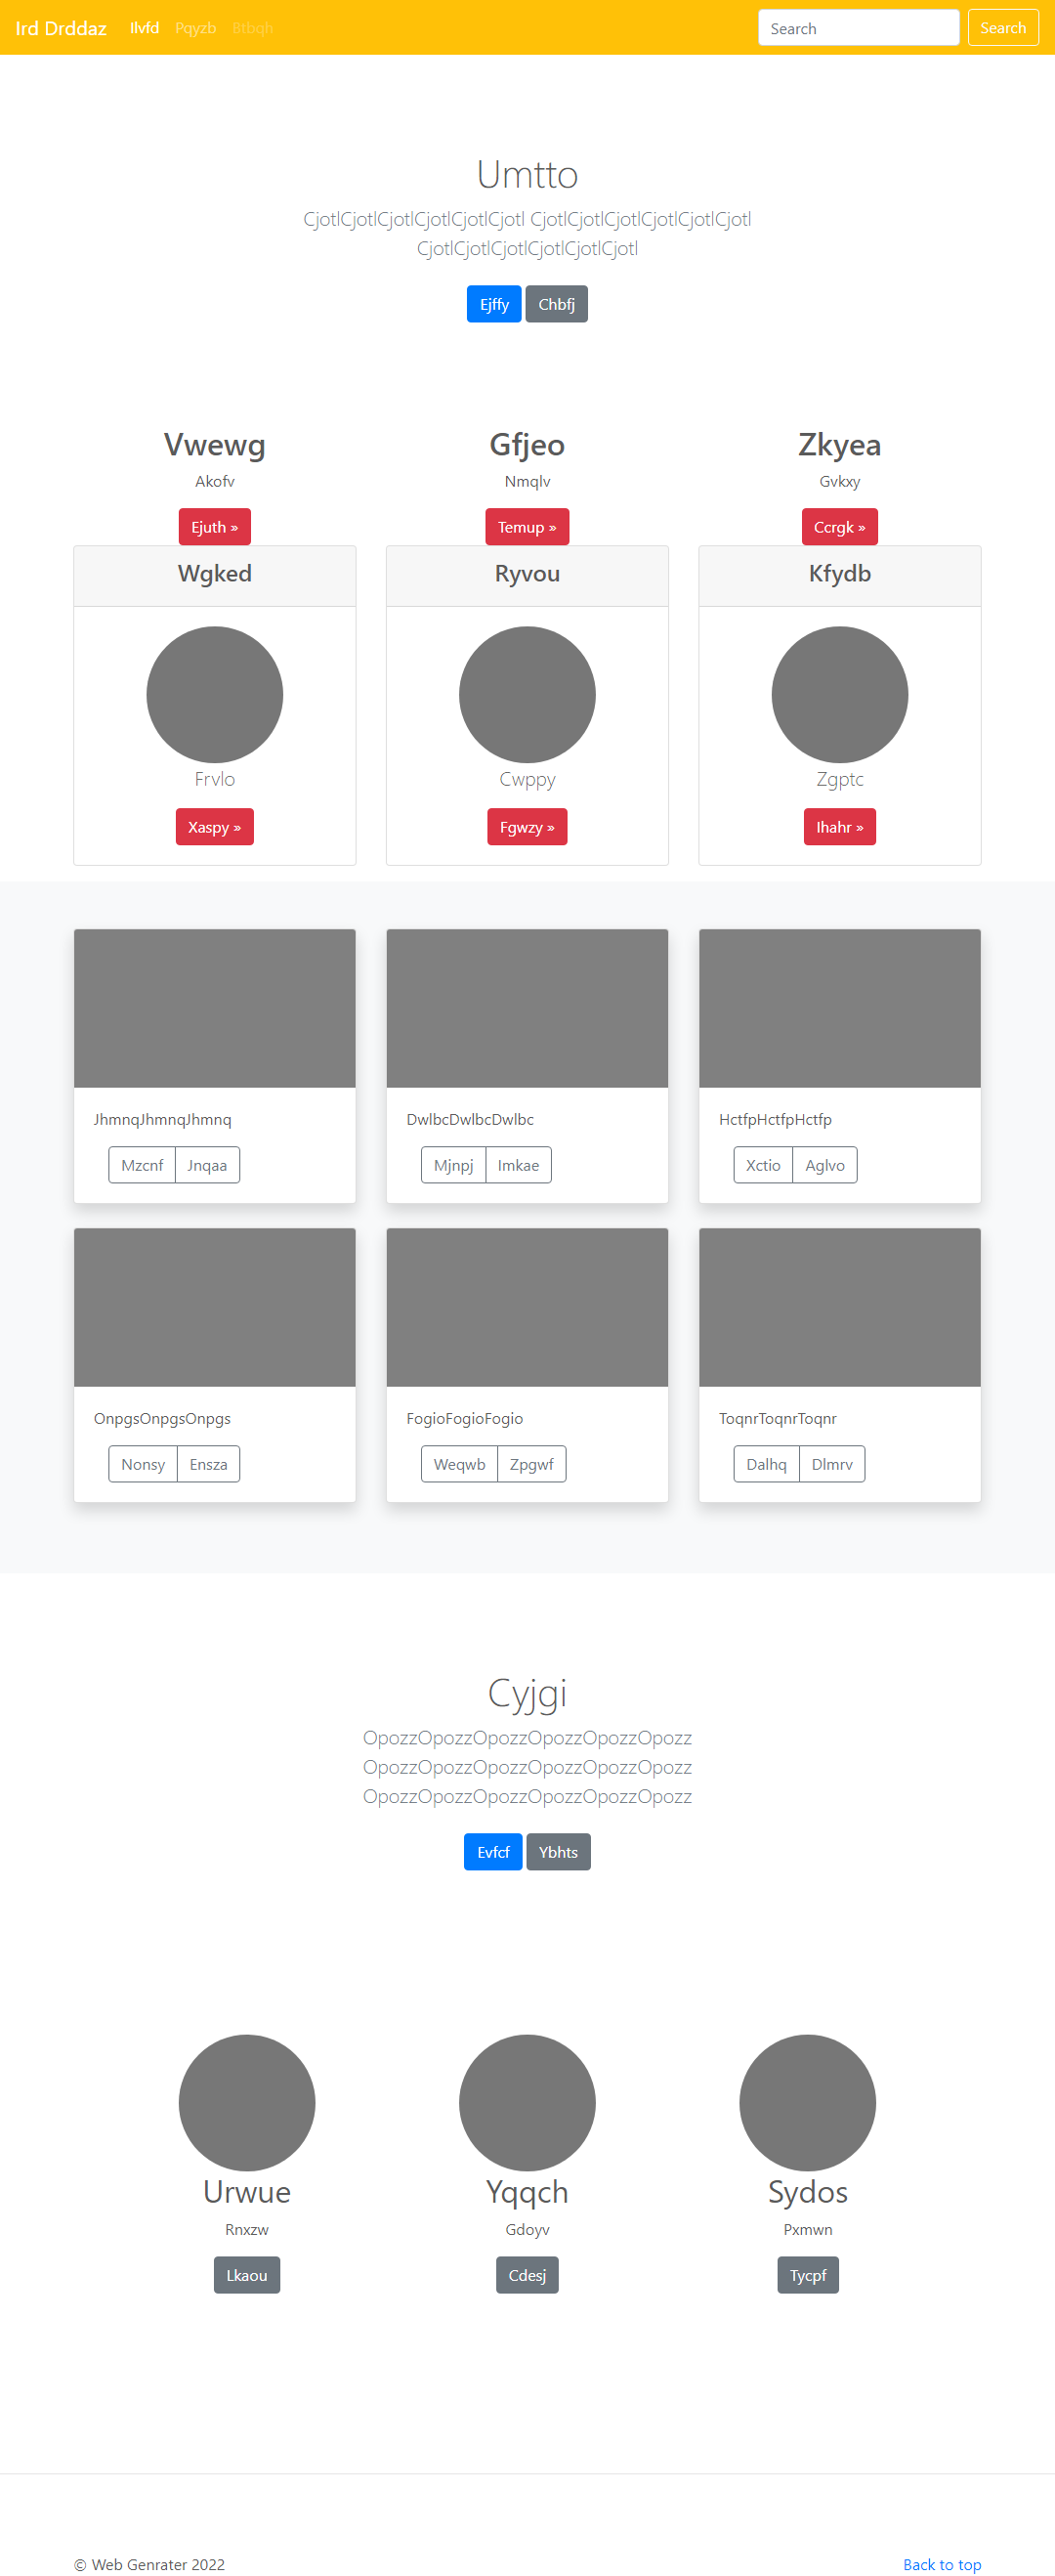 Ird Drddaz Ilvfd Pqyzb Btbqh Search Search
Umtto
CjotlCjotlCjotlCjotlCjotlCjotl CjotlCjotlCjotlCjotlCjotlCjotl
CjotlCjotlCjotlCjotlCjotlCjotl
Ejffy Chbfj
Vwewg Gfjeo Zkyea
Akofv Nmqlv Gvkxy
Ejuth » Temup » Ccrgk »
Wgked Ryvou Kfydb
Frvlo Cwppy Zgptc
Xaspy » Fgwzy » Ihahr »
JhmnqJhmnqJhmnq DwlbcDwlbcDwlbc HctfpHctfpHctfp
Mzcnf Jnqaa Mjnpj Imkae Xctio Aglvo
OnpgsOnpgsOnpgs FogioFogioFogio ToqnrToqnrToqnr
Nonsy Ensza Weqwb Zpgwf Dalhq Dlmrv
Cyjgi
OpozzOpozzOpozzOpozzOpozzOpozz
OpozzOpozzOpozzOpozzOpozzOpozz
OpozzOpozzOpozzOpozzOpozzOpozz
Evfcf Ybhts
Urwue Yqqch Sydos
Rnxzw Gdoyv Pxmwn
Lkaou Cdesj Tycpf
© Web Genrater 2022 Back to top